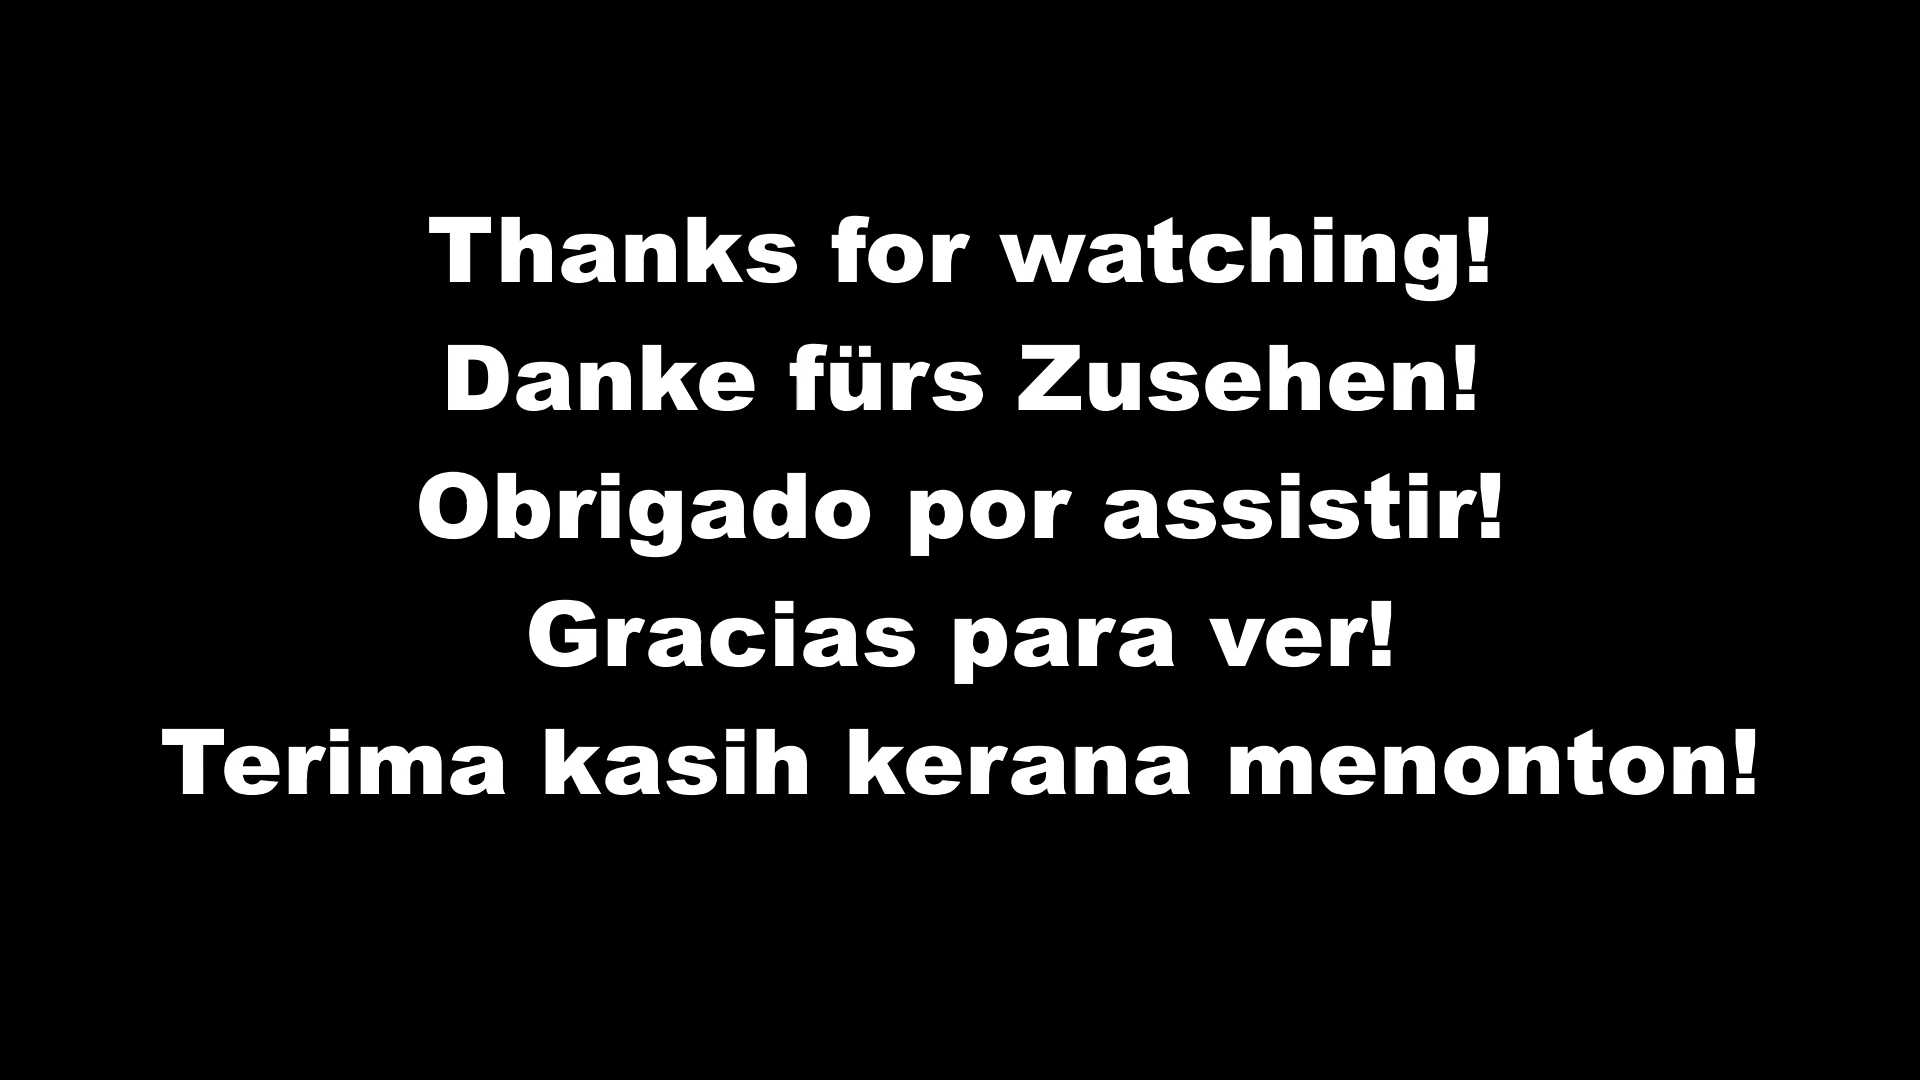 Thanks for watching!
Danke fürs Zusehen!
Obrigado por assistir!
Gracias para ver!
Terima kasih kerana menonton!